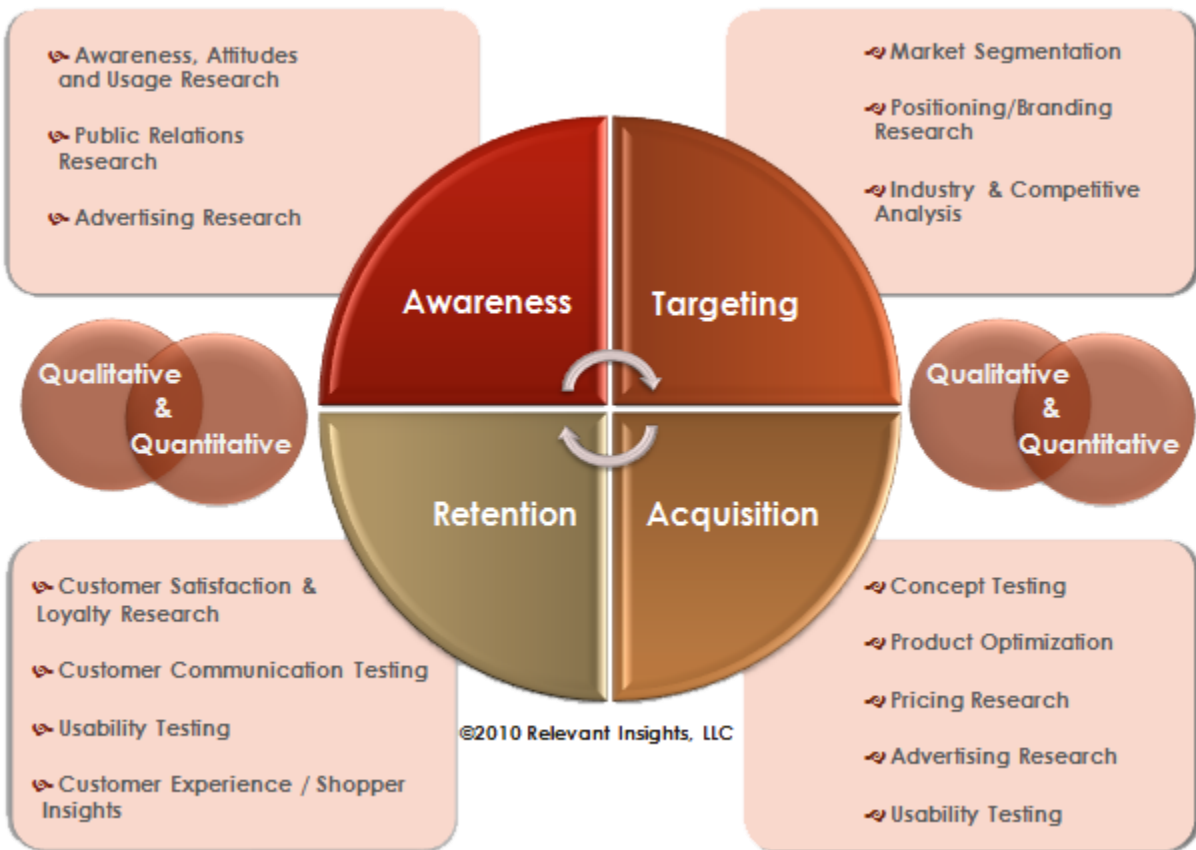 Awareness, Attitudes
and Usage Research
Public Relations
Research
Advertising Research
Market Segmentation
Positioning/Branding
Research
Industry & Competitive
Analysis
Awareness
Targeting
Qualitative
&
Quantitative
Qualitative
&
Quantitative
Retention
Acquisition
Customer Satisfaction &
Loyalty Research
Customer Communication Testing
Usability Testing
Customer Experience / Shopper
Insights
Concept Testing
Product Optimization
Pricing Research
Advertising Research
Usability Testing
©2010 Relevant Insights, LLC